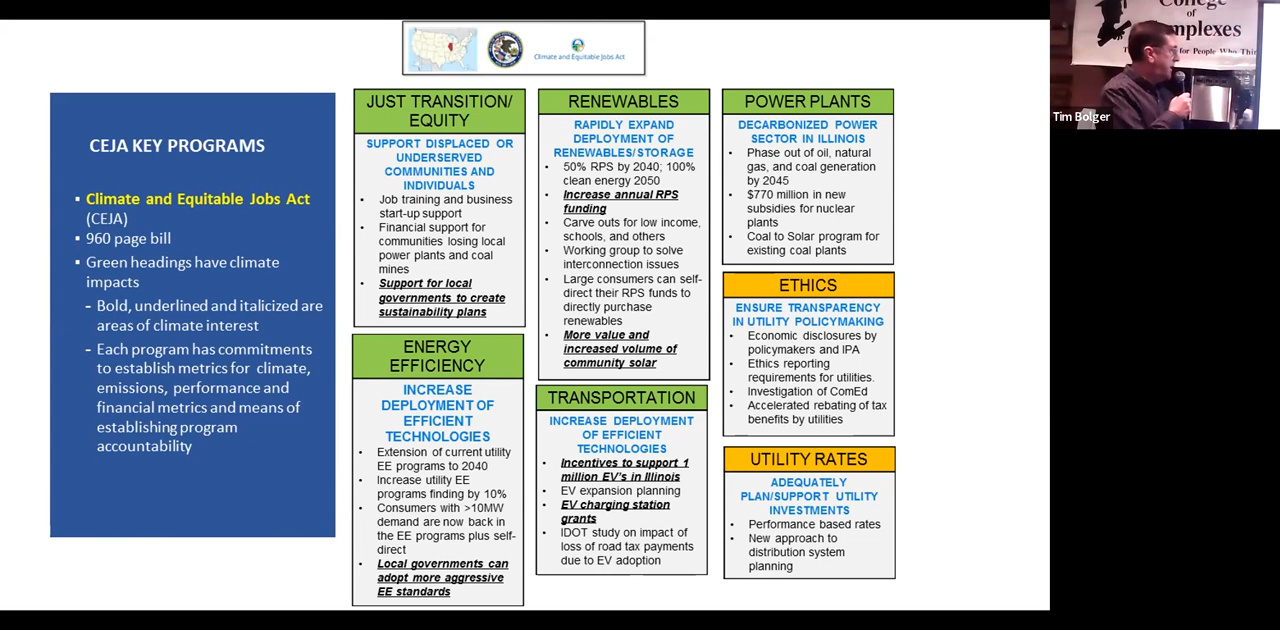 Climate and Equitable Jobs Act
CEJA KEY PROGRAMS
▪ Climate and Equitable Jobs Act
(CEJA)
▪ 960 page bill
▪ Green headings have climate
impacts
– Bold, underlined and italicized are
areas of climate interest
– Each program has commitments
to establish metrics for climate,
emissions, performance and
financial metrics and means of
establishing program
accountability
JUST TRANSITION/
EQUITY
SUPPORT DISPLACED OR
UNDERSERVED
COMMUNITIES AND
INDIVIDUALS
• Job training and business
start-up support
• Financial support for
communities losing local
power plants and coal
mines
• Support for local
governments to create
sustainability plans
ENERGY
EFFICIENCY
INCREASE
DEPLOYMENT OF
EFFICIENT
TECHNOLOGIES
• Extension of current utility
EE programs to 2040
• Increase utility EE
programs finding by 10%
• Consumers with >10MW
demand are now back in
the EE programs plus self-
direct
• Local governments can
adopt more aggressive
EE standards
RENEWABLES
RAPIDLY EXPAND
DEPLOYMENT OF
RENEWABLES/STORAGE
• 50% RPS by 2040; 100%
clean energy 2050
• Increase annual RPS
funding
• Carve outs for low income,
schools, and others
• Working group to solve
interconnection issues
• Large consumers can self-
direct their RPS funds to
directly purchase
renewables
• More value and
increased volume of
community solar
TRANSPORTATION
INCREASE DEPLOYMENT
OF EFFICIENT
TECHNOLOGIES
• Incentives to support 1
million EV's in Illinois
• EV expansion planning
• EV charging station
grants
• IDOT study on impact of
loss of road tax payments
due to EV adoption
POWER PLANTS
DECARBONIZED POWER
SECTOR IN ILLINOIS
• Phase out of oil, natural
gas, and coal generation
by 2045
• $770 million in new
subsidies for nuclear
plants
• Coal to Solar program for
existing coal plants
ETHICS
ENSURE TRANSPARENCY
IN UTILITY POLICYMAKING
• Economic disclosures by
policymakers and IPA
• Ethics reporting
requirements for utilities.
• Investigation of ComEd
• Accelerated rebating of tax
benefits by utilities
UTILITY RATES
ADEQUATELY
PLAN/SUPPORT UTILITY
INVESTMENTS
• Performance based rates
• New approach to
distribution system
planning
College
of
mplexes
for People Who Thin
Tim Bolger